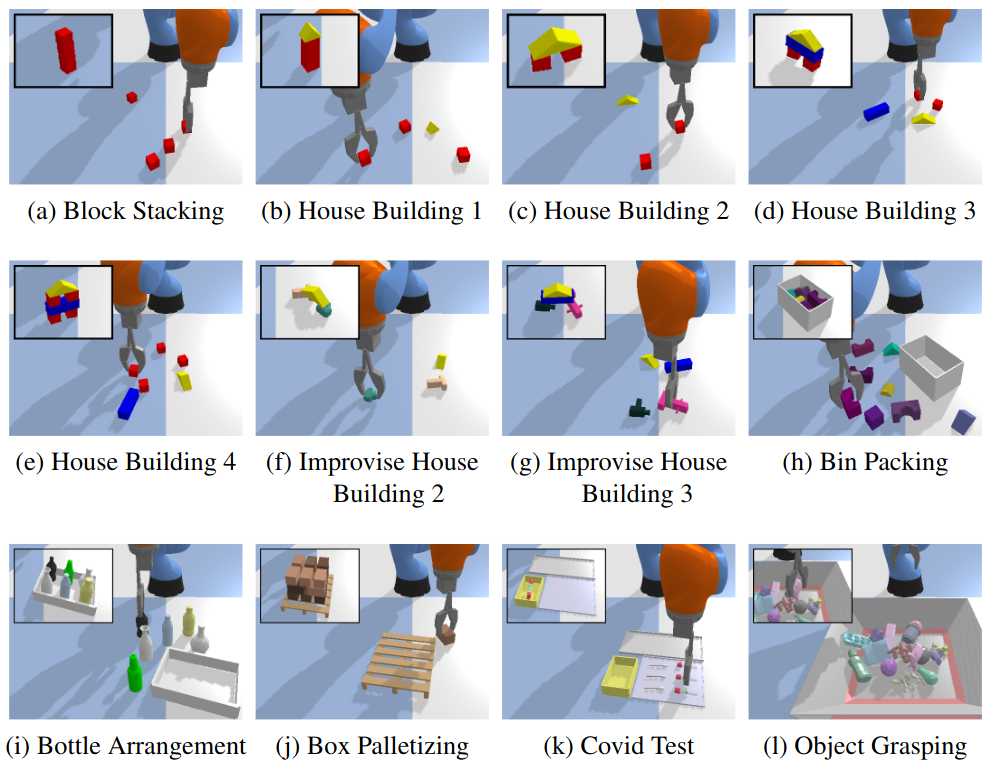 (a) Block Stacking
(b) House Building 1
(c) House Building 2
(d) House Building 3
(e) House Building 4
(f) Improvise House
Building 2
(g) Improvise House
Building 3
(h) Bin Packing
(i) Bottle Arrangement
(j) Box Palletizing
(k) Covid Test
(l) Object Grasping